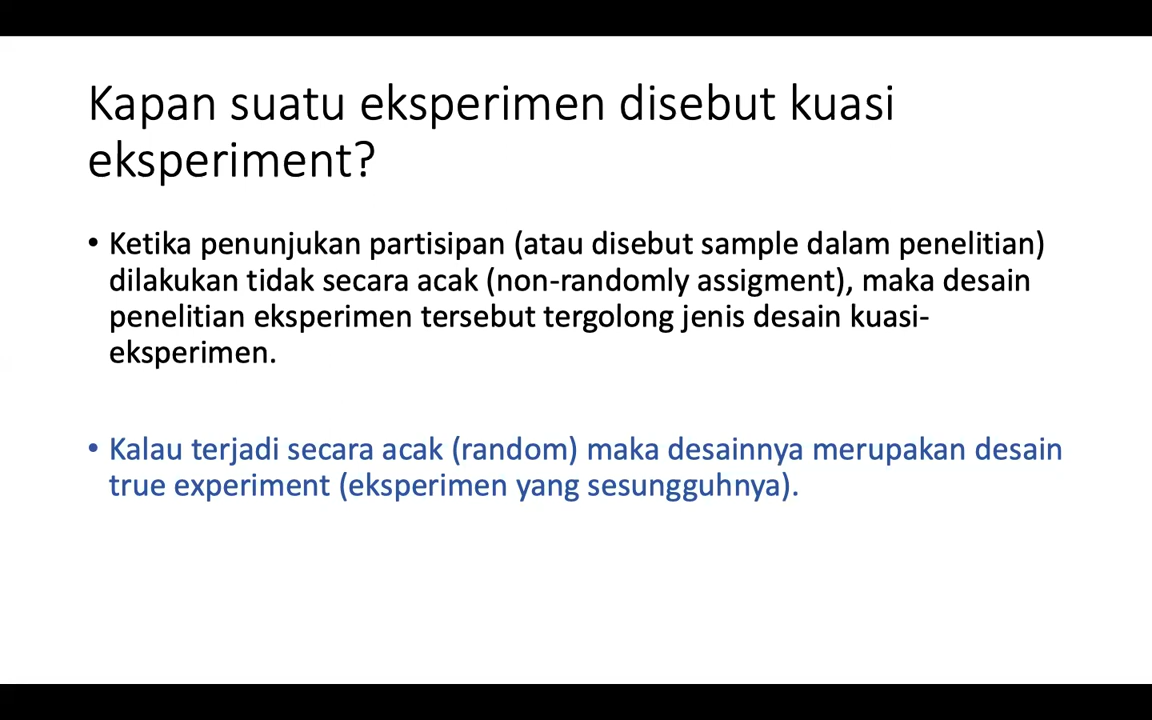 Kapan suatu eksperimen disebut kuasi
eksperiment?
• Ketika penunjukan partisipan (atau disebut sample dalam penelitian)
dilakukan tidak secara acak (non-randomly assigment), maka desain
penelitian eksperimen tersebut tergolong jenis desain kuasi-
eksperimen.
• Kalau terjadi secara acak (random) maka desainnya merupakan desain
true experiment (eksperimen yang sesungguhnya).